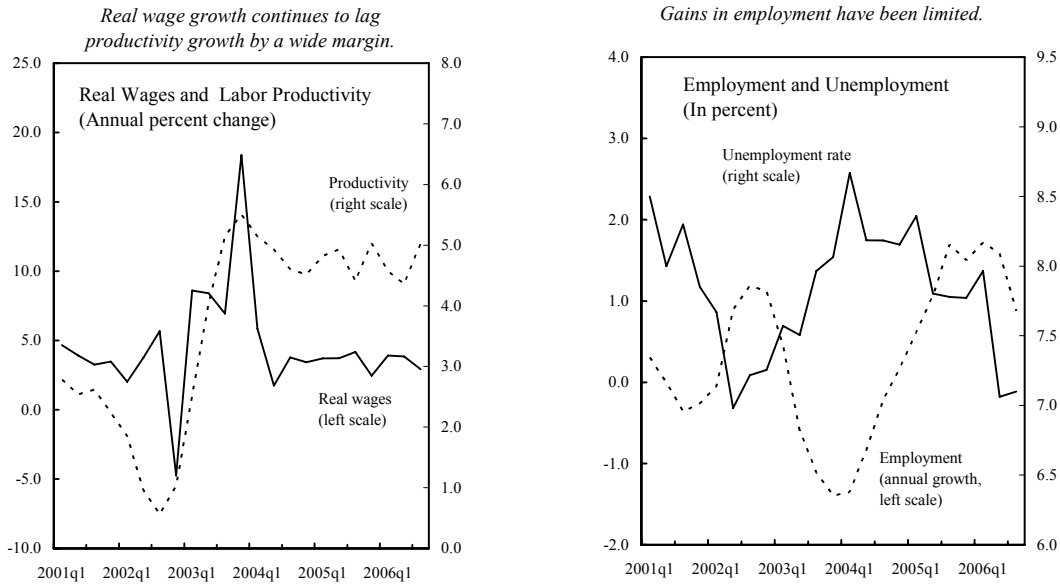 Real wage growth continues to lag
productivity growth by a wide margin.
25.0
20.0
15.0
10.0
5.0
0.0
-5.0
-10.0
Real Wages and Labor Productivity
(Annual percent change)
Productivity
(right scale)
Real wages
(left scale)
8.0
7.0
6.0
5.0
4.0
3.0
2.0
1.0
0.0
2001q1 2002q1 2003q1 2004q1 2005q1 2006q1
Gains in employment have been limited.
4.0
3.0
2.0
1.0
0.0
-1.0
-2.0
Employment and Unemployment
(In percent)
Unemployment rate
(right scale)
Employment
(annual growth,
left scale)
9.5
9.0
8.5
8.0
7.5
7.0
6.5
6.0
2001q1 2002q1 2003q1 2004q1 2005q1 2006q1